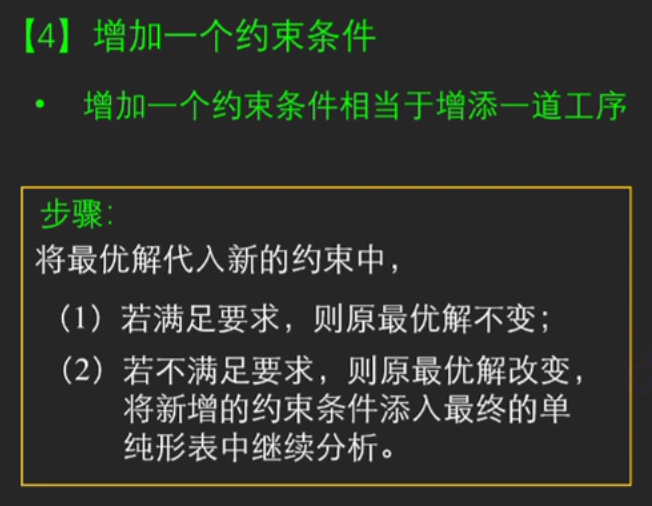 【4】增加一个约束条件
• 增加一个约束条件相当于增添一道工序
步骤:
将最优解代入新的约束中，
（1）若满足要求，则原最优解不变；
（2）若不满足要求，则原最优解改变，
将新增的约束条件添入最终的单
纯形表中继续分析。